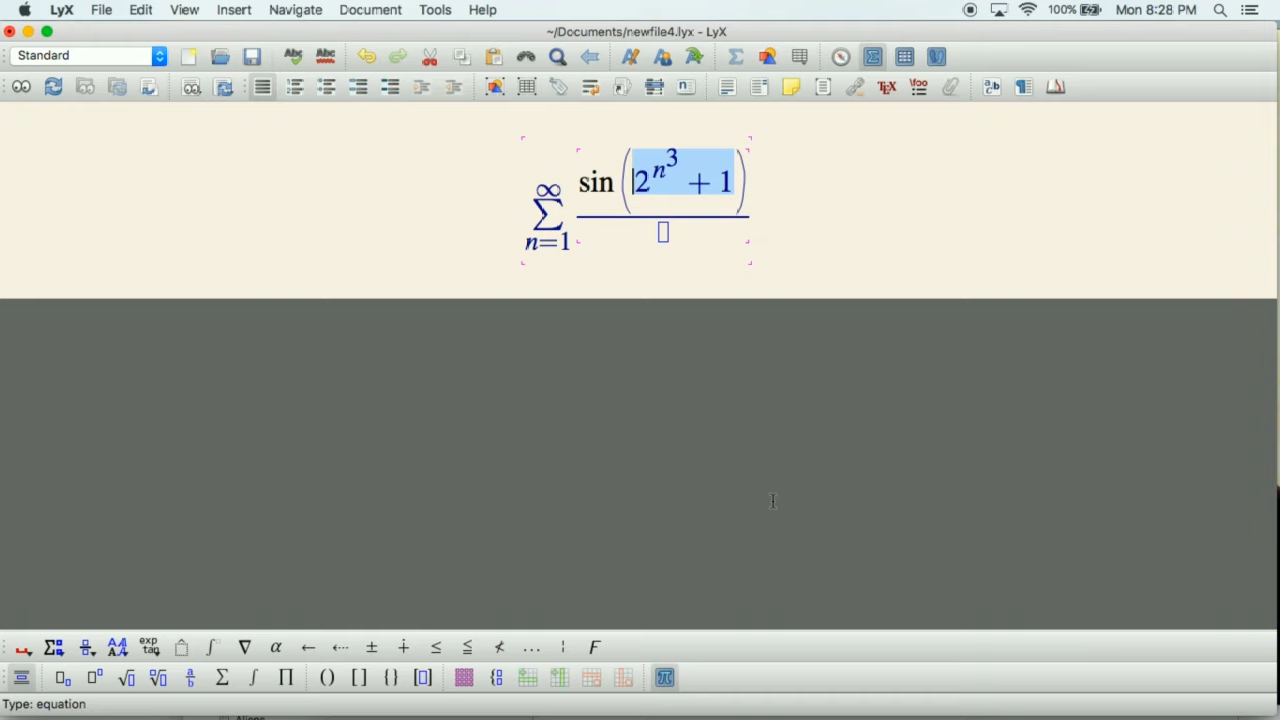 LyX File Edit View Insert Navigate Document Tools Help 100% Mon 8:28 PM
~/Documents/newfile4.lyx - LyX
Standard
∞ ∑ n=1 sin (2^{n^3} + 1)
exp tag ∇ α ← ± ≤ ≦ … F
∑ ∫ ∏ () [] {} π
Type: equation